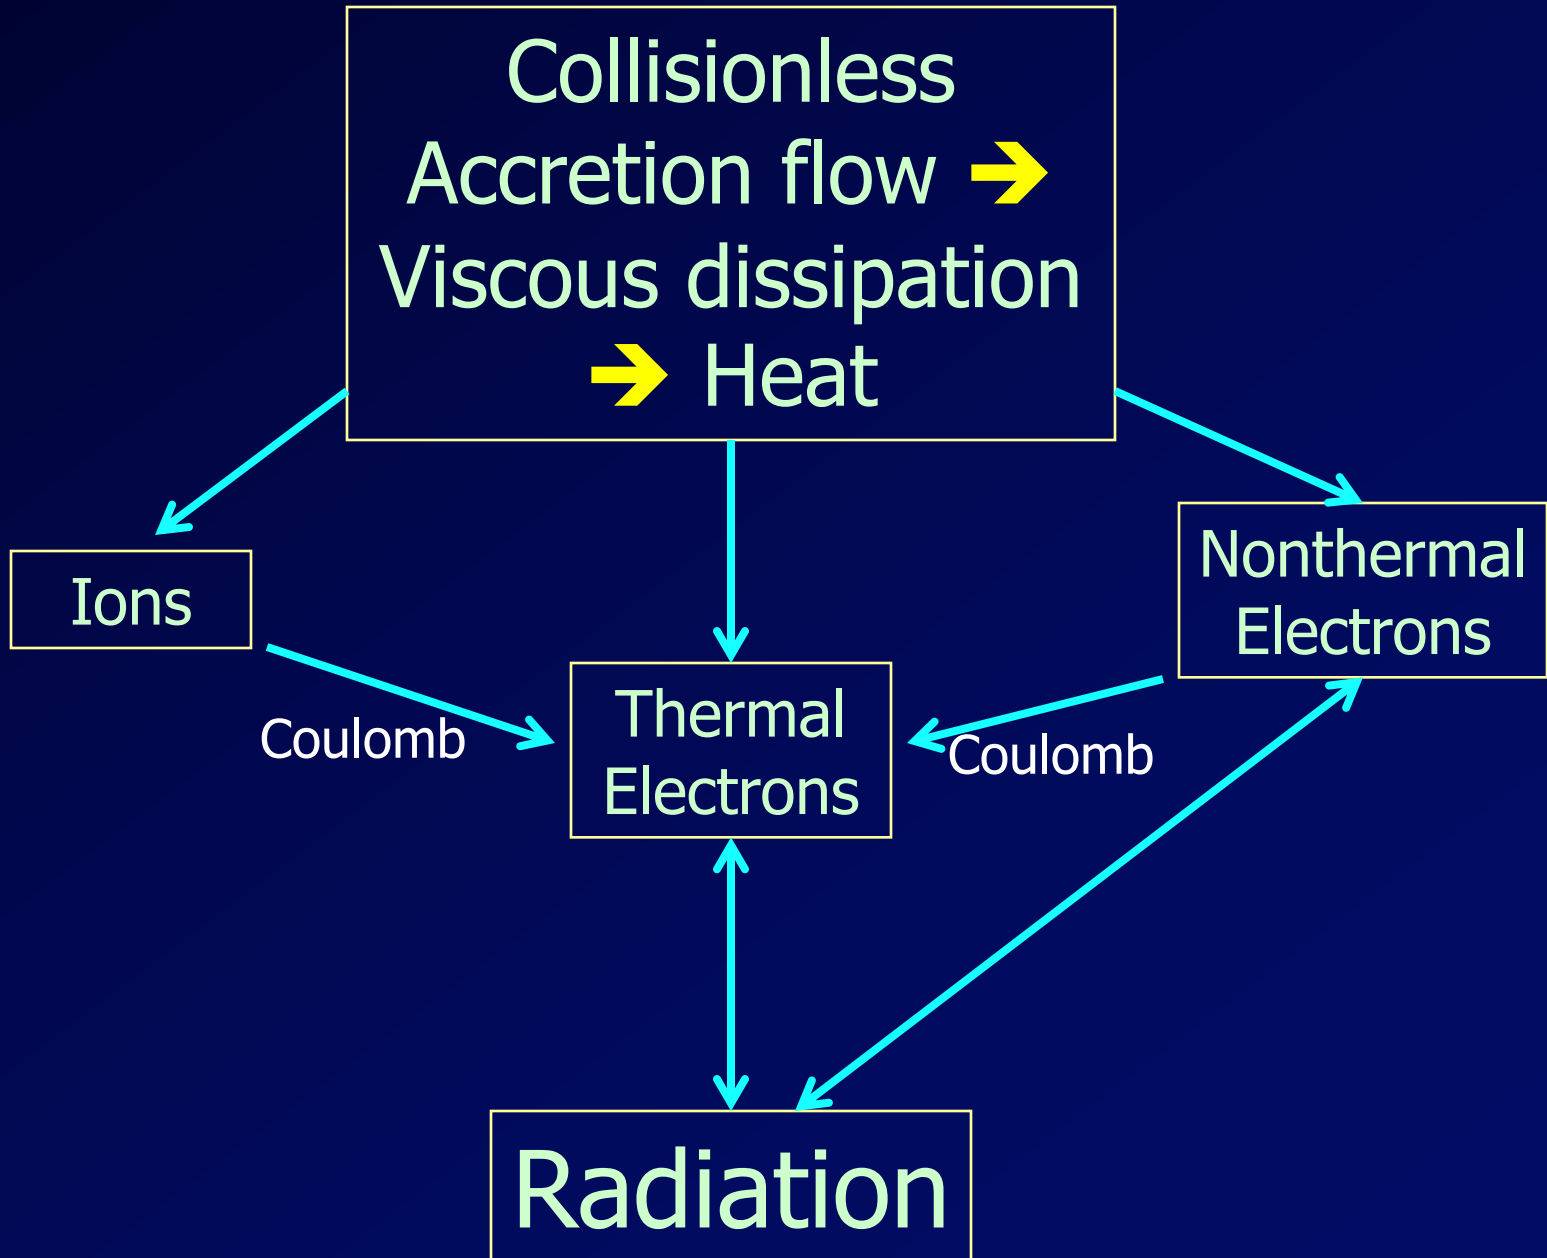 Collisionless
Accretion flow ➔
Viscous dissipation
➔ Heat
Ions
Nonthermal
Electrons
Thermal
Electrons
Coulomb
Coulomb
Radiation